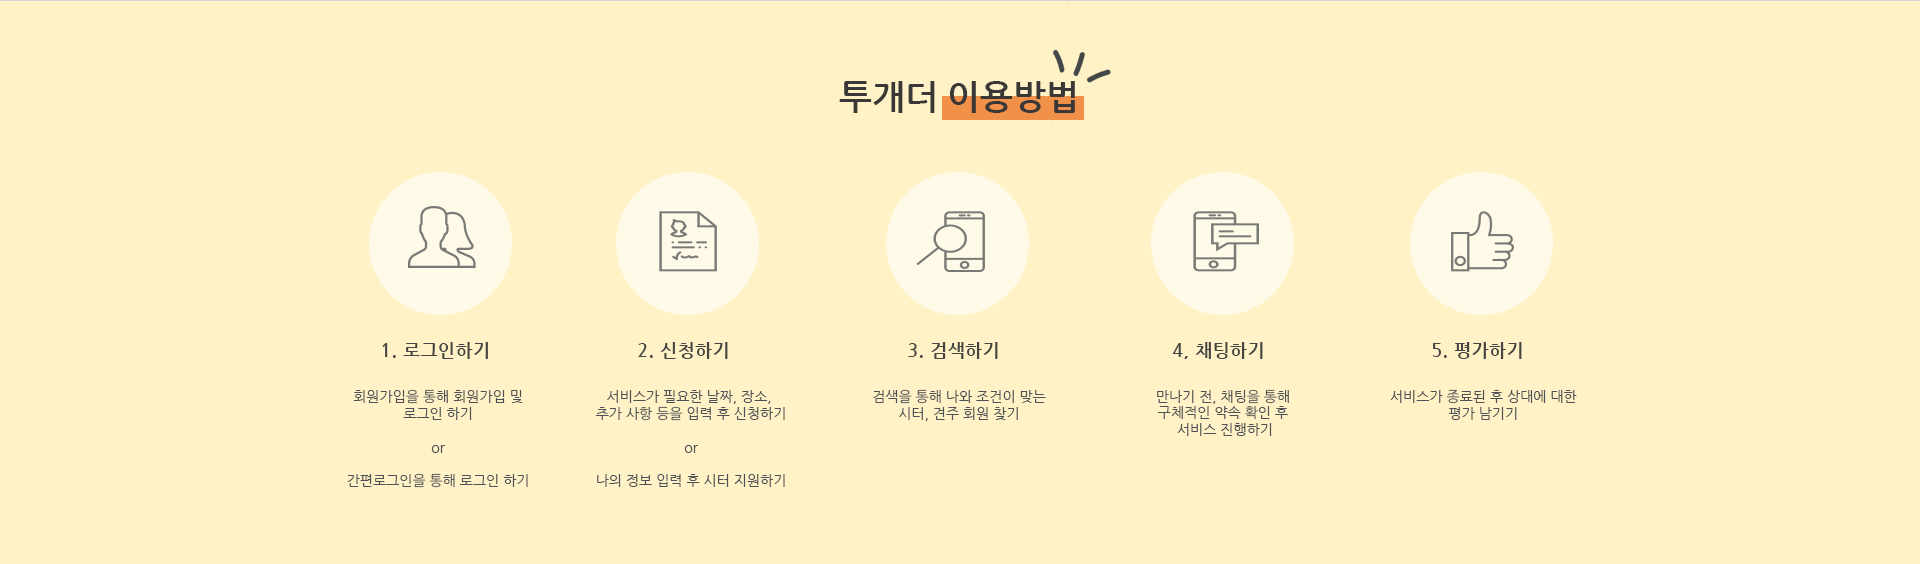 투개더 이용방법
1. 로그인하기
회원가입을 통해 회원가입 및
로그인 하기
or
간편로그인을 통해 로그인 하기
2. 신청하기
서비스가 필요한 날짜, 장소,
추가 사항 등을 입력 후 신청하기
or
나의 정보 입력 후 시터 지원하기
3. 검색하기
검색을 통해 나와 조건이 맞는
시터, 견주 회원 찾기
4, 채팅하기
만나기 전, 채팅을 통해
구체적인 약속 확인 후
서비스 진행하기
5. 평가하기
서비스가 종료된 후 상대에 대한
평가 남기기